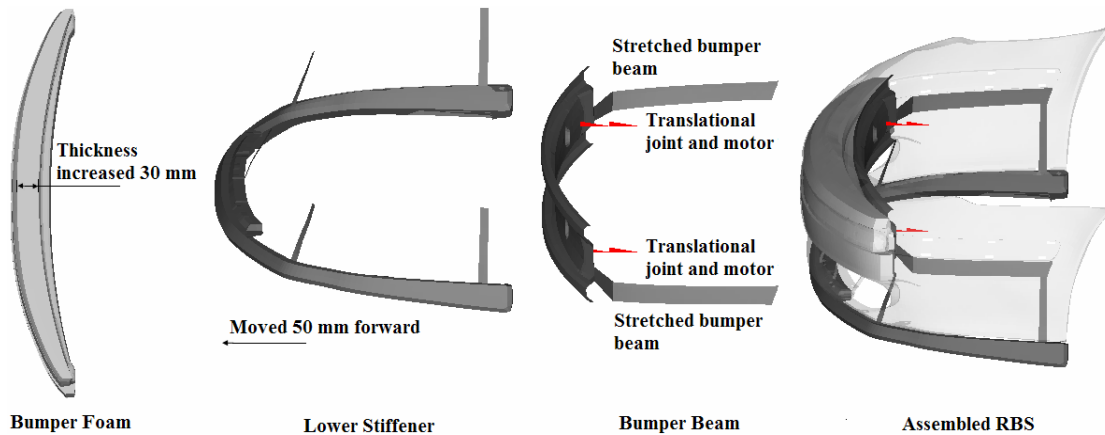 Thickness
increased 30 mm
Bumper Foam
Moved 50 mm forward
Lower Stiffener
Stretched bumper
beam
Translational
joint and motor
Translational
joint and motor
Stretched bumper
beam
Bumper Beam
Assembled RBS